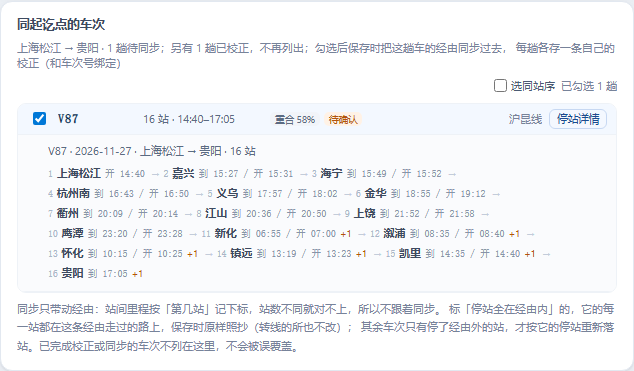 同起讫点的车次
上海松江 → 贵阳 · 1 趟待同步；另有 1 趟已校正，不再列出；勾选后保存时把这趟车的经由同步过去， 每趟各存一条自己的
校正（和车次号绑定）
选同站序 已勾选 1 趟
V87 16 站 · 14:40–17:05 重合 58% 待确认 沪昆线 停站详情
V87 · 2026-11-27 · 上海松江 → 贵阳 · 16 站
1 上海松江 开 14:40 → 2 嘉兴 到 15:27 / 开 15:31 → 3 海宁 到 15:49 / 开 15:52 →
4 杭州南 到 16:43 / 开 16:50 → 5 义乌 到 17:57 / 开 18:02 → 6 金华 到 18:55 / 开 19:12 →
7 衢州 到 20:09 / 开 20:14 → 8 江山 到 20:36 / 开 20:50 → 9 上饶 到 21:52 / 开 21:58 →
10 鹰潭 到 23:20 / 开 23:28 → 11 新化 到 06:55 / 开 07:00 +1 → 12 溆浦 到 08:35 / 开 08:40 +1 →
13 怀化 到 10:15 / 开 10:25 +1 → 14 镇远 到 13:19 / 开 13:23 +1 → 15 凯里 到 14:35 / 开 14:40 +1 →
16 贵阳 到 17:05 +1
同步只带动经由：站间里程按「第几站」记下标，站数不同就对不上，所以不跟着同步。 标「停站全在经由内」的，它的每
一站都在这条经由走过的路上，保存时原样照抄（转线的所也不改）； 其余车次只有停了经由外的站，才按它的停站重新落
站。已完成校正或同步的车次不列在这里，不会被误覆盖。